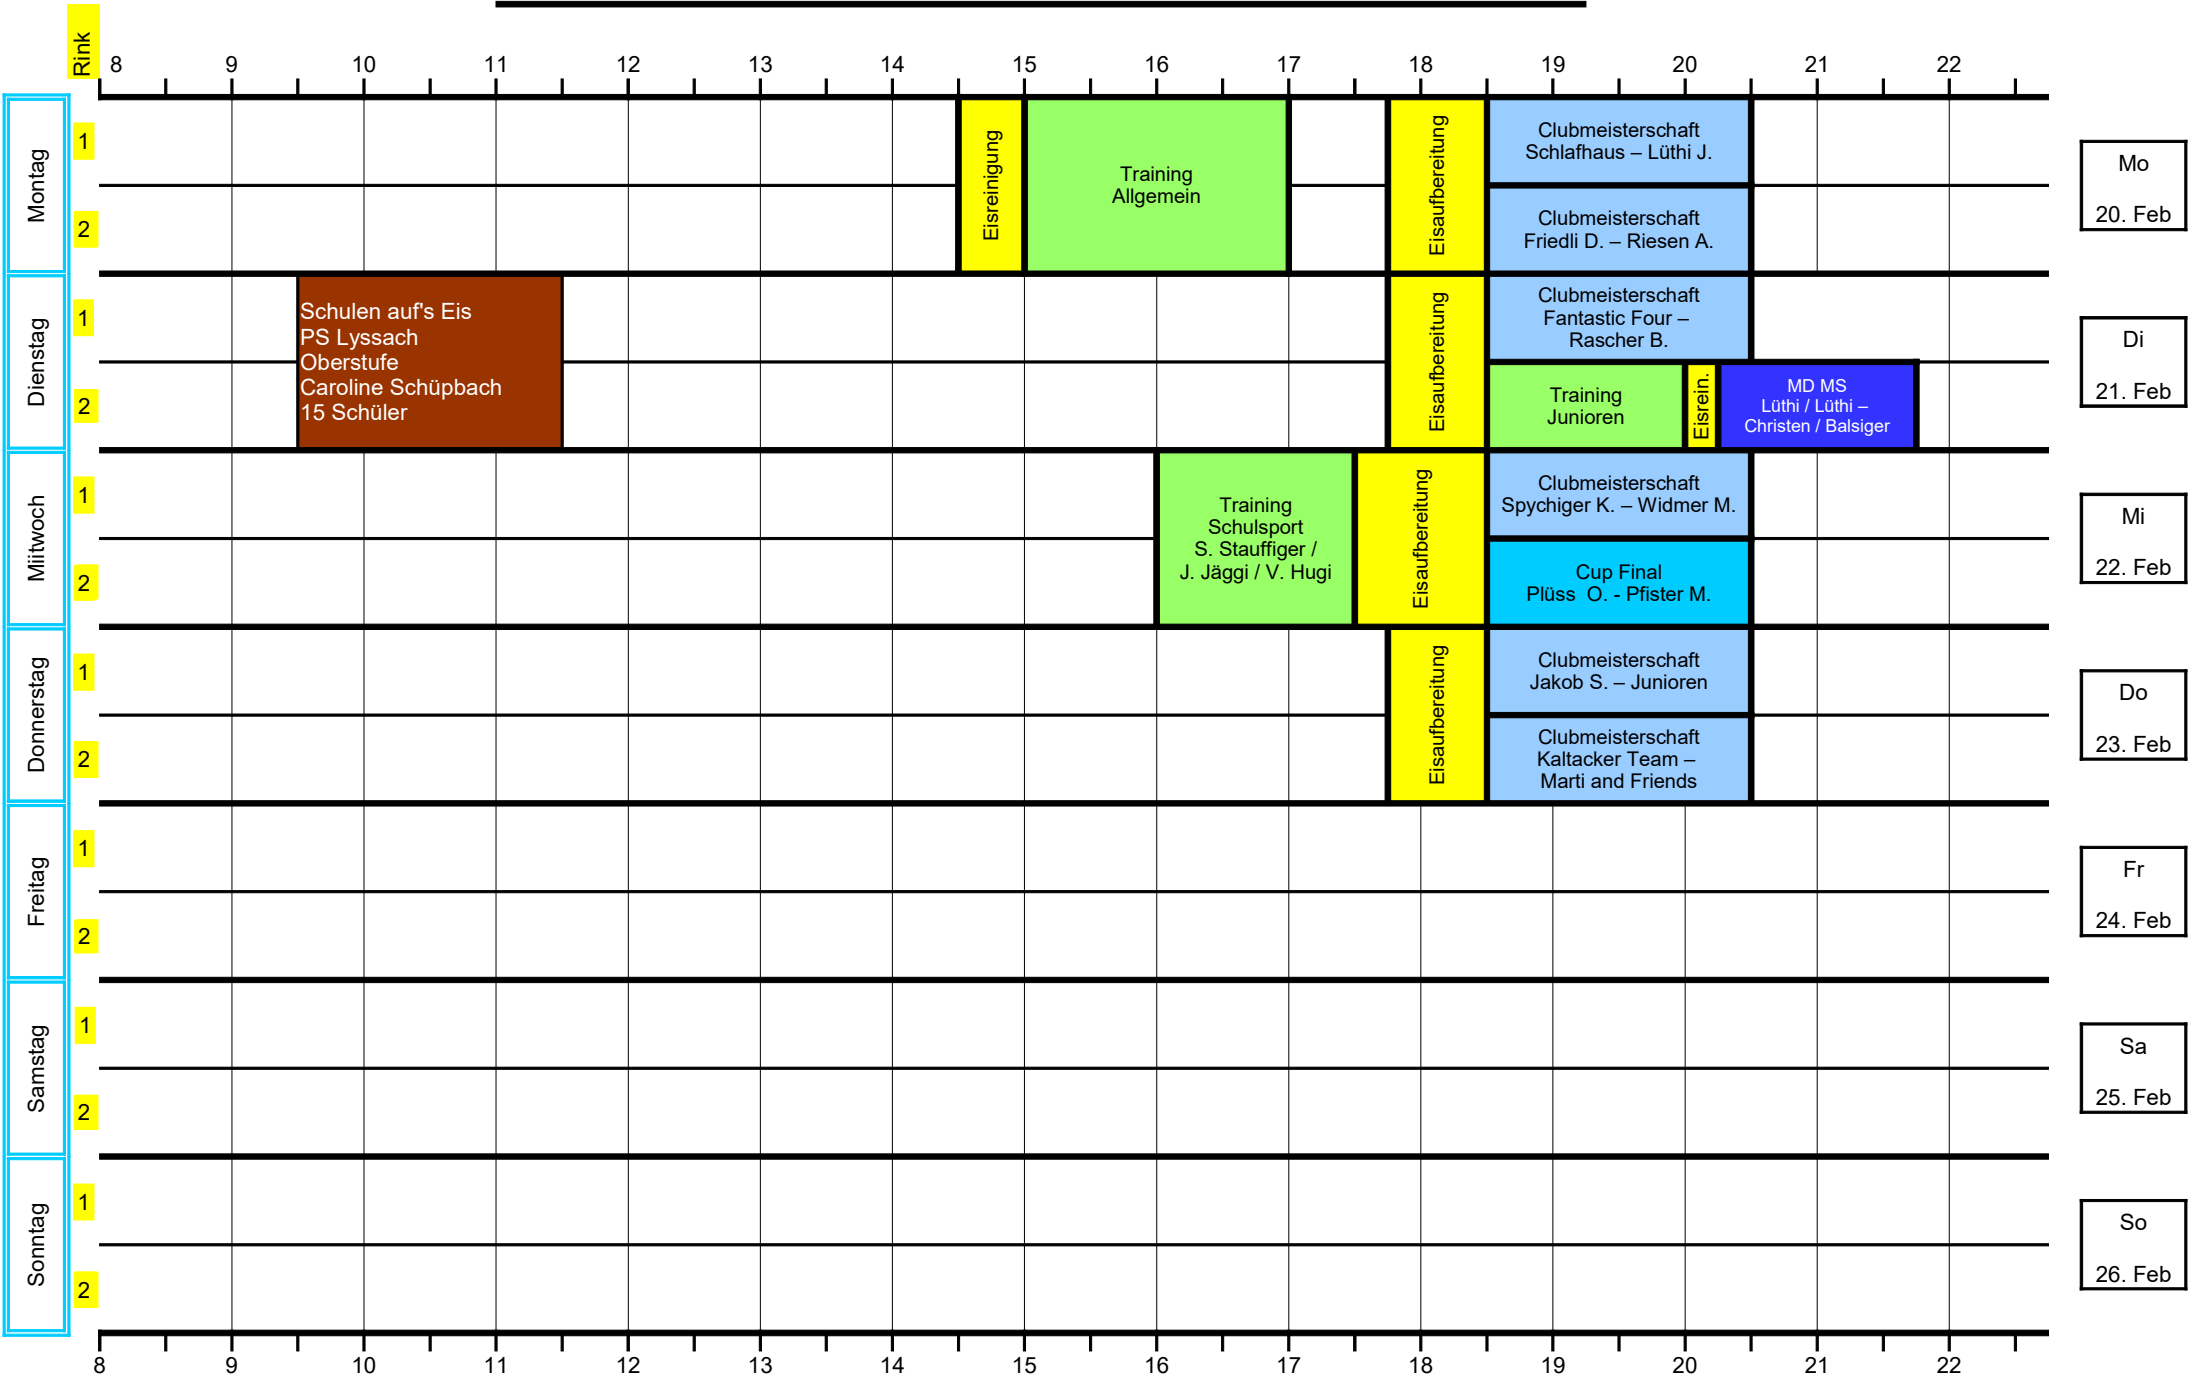 Rink
8 9 10 11 12 13 14 15 16 17 18 19 20 21 22
Montag
1
2
Eisreinigung
Training
Allgemein
Eisaufbereitung
Clubmeisterschaft
Schlafhaus – Lüthi J.
Clubmeisterschaft
Friedli D. – Riesen A.
Mo
20. Feb
Dienstag
1
2
Schulen auf's Eis
PS Lyssach
Oberstufe
Caroline Schüpbach
15 Schüler
Eisaufbereitung
Clubmeisterschaft
Fantastic Four –
Rascher B.
Training
Junioren
Eisrein.
MD MS
Lüthi / Lüthi –
Christen / Balsiger
Di
21. Feb
Miitwoch
1
2
Training
Schulsport
S. Stauffiger /
J. Jäggi / V. Hugi
Eisaufbereitung
Clubmeisterschaft
Spychiger K. – Widmer M.
Cup Final
Plüss  O. - Pfister M.
Mi
22. Feb
Donnerstag
1
2
Eisaufbereitung
Clubmeisterschaft
Jakob S. – Junioren
Clubmeisterschaft
Kaltacker Team –
Marti and Friends
Do
23. Feb
Freitag
1
2
Fr
24. Feb
Samstag
1
2
Sa
25. Feb
Sonntag
1
2
So
26. Feb
8 9 10 11 12 13 14 15 16 17 18 19 20 21 22